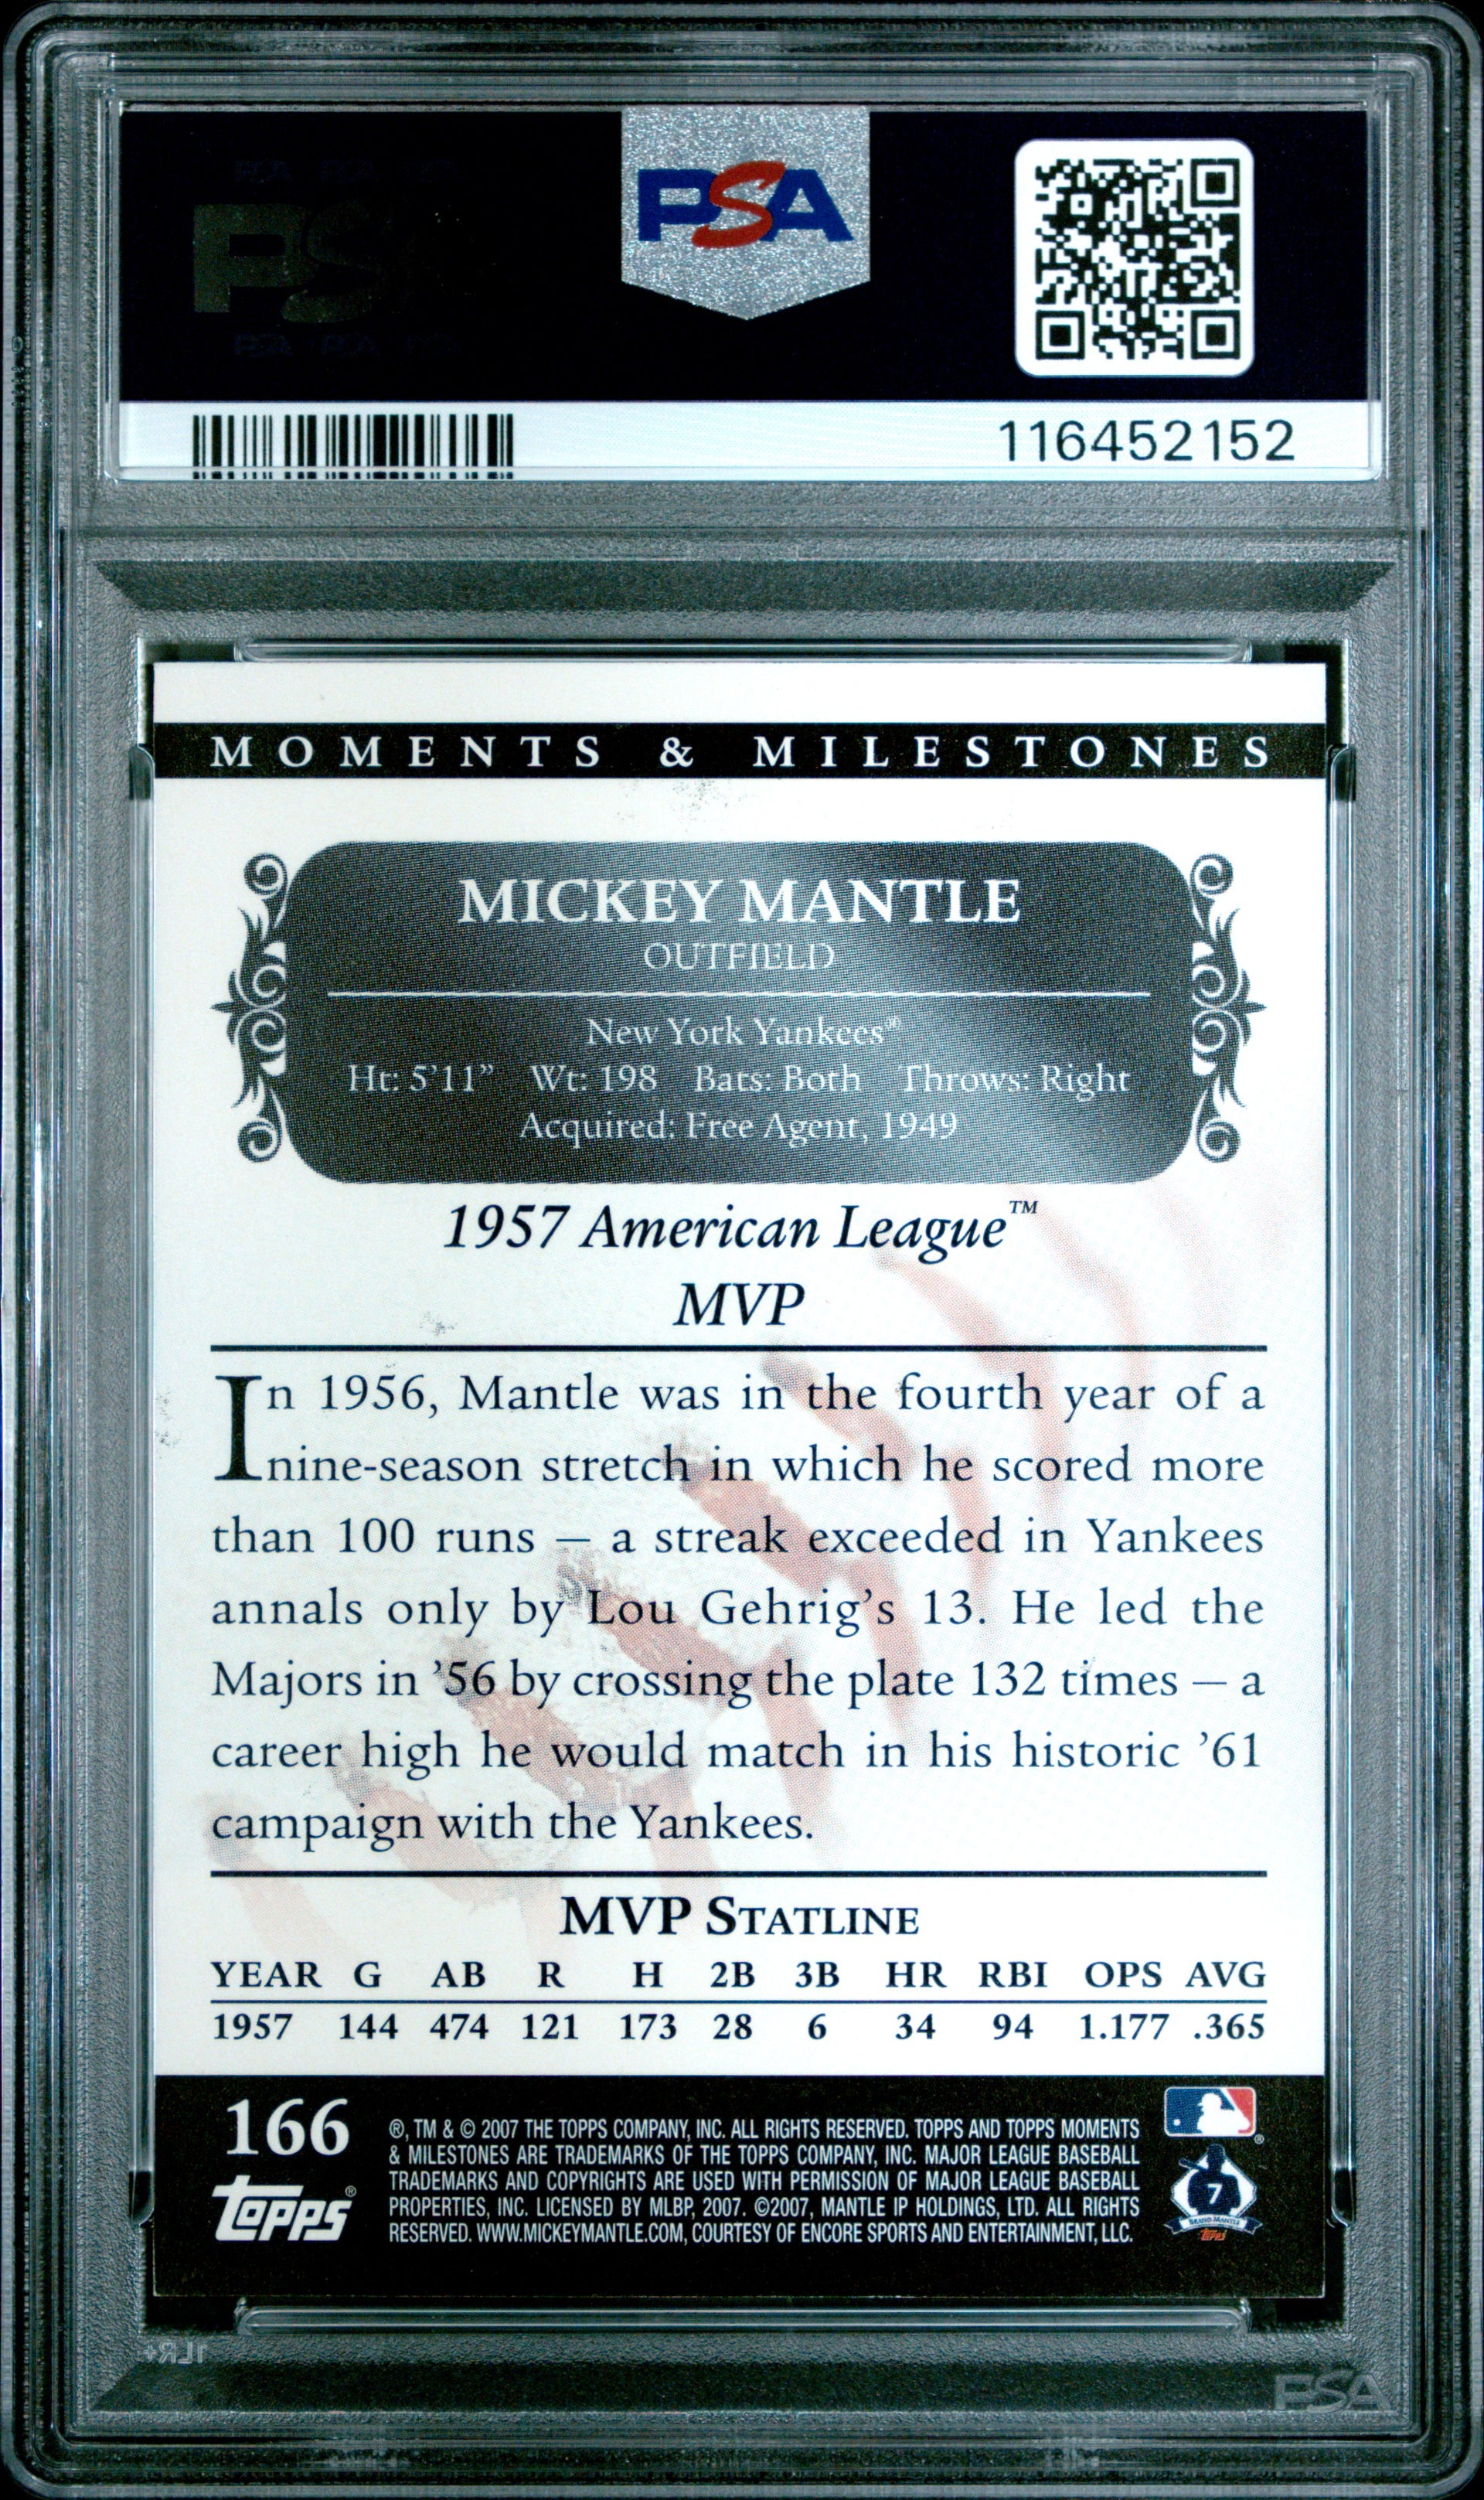 PSA
PSA
116452152
MOMENTS & MILESTONES
MICKEY MANTLE
OUTFIELD
New York Yankees®
Ht: 5'11" Wt: 198 Bats: Both Throws: Right
Acquired: Free Agent, 1949
1957 American League™
MVP
In 1956, Mantle was in the fourth year of a
nine-season stretch in which he scored more
than 100 runs – a streak exceeded in Yankees
annals only by Lou Gehrig's 13. He led the
Majors in '56 by crossing the plate 132 times – a
career high he would match in his historic '61
campaign with the Yankees.
MVP STATLINE
YEAR G AB R H 2B 3B HR RBI OPS AVG
1957 144 474 121 173 28 6 34 94 1.177 .365
166
Topps®
®, TM & © 2007 THE TOPPS COMPANY, INC. ALL RIGHTS RESERVED. TOPPS AND TOPPS MOMENTS
& MILESTONES ARE TRADEMARKS OF THE TOPPS COMPANY, INC. MAJOR LEAGUE BASEBALL
TRADEMARKS AND COPYRIGHTS ARE USED WITH PERMISSION OF MAJOR LEAGUE BASEBALL
PROPERTIES, INC. LICENSED BY MLBP, 2007. ©2007, MANTLE IP HOLDINGS, LTD. ALL RIGHTS
RESERVED. WWW.MICKEYMANTLE.COM, COURTESY OF ENCORE SPORTS AND ENTERTAINMENT, LLC.
7
Topps
PSA